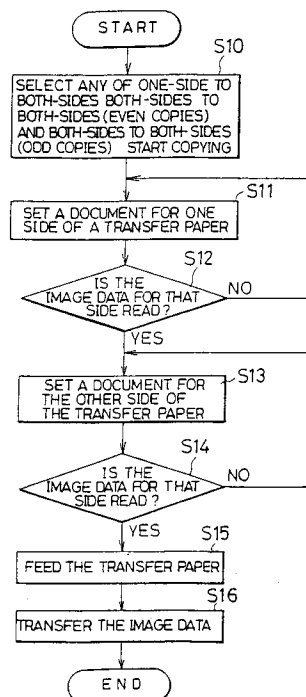 START
S10
SELECT ANY OF ONE-SIDE TO
BOTH-SIDES BOTH-SIDES TO
BOTH-SIDES (EVEN COPIES)
AND BOTH-SIDES TO BOTH-SIDES
(ODD COPIES) START COPYING
S11
SET A DOCUMENT FOR ONE
SIDE OF A TRANSFER PAPER
S12
IS THE
IMAGE DATA FOR THAT
SIDE READ?
NO
YES
S13
SET A DOCUMENT FOR
THE OTHER SIDE OF
THE TRANSFER PAPER
S14
IS THE
IMAGE DATA FOR THAT
SIDE READ?
NO
YES
S15
FEED THE TRANSFER PAPER
S16
TRANSFER THE IMAGE DATA
END